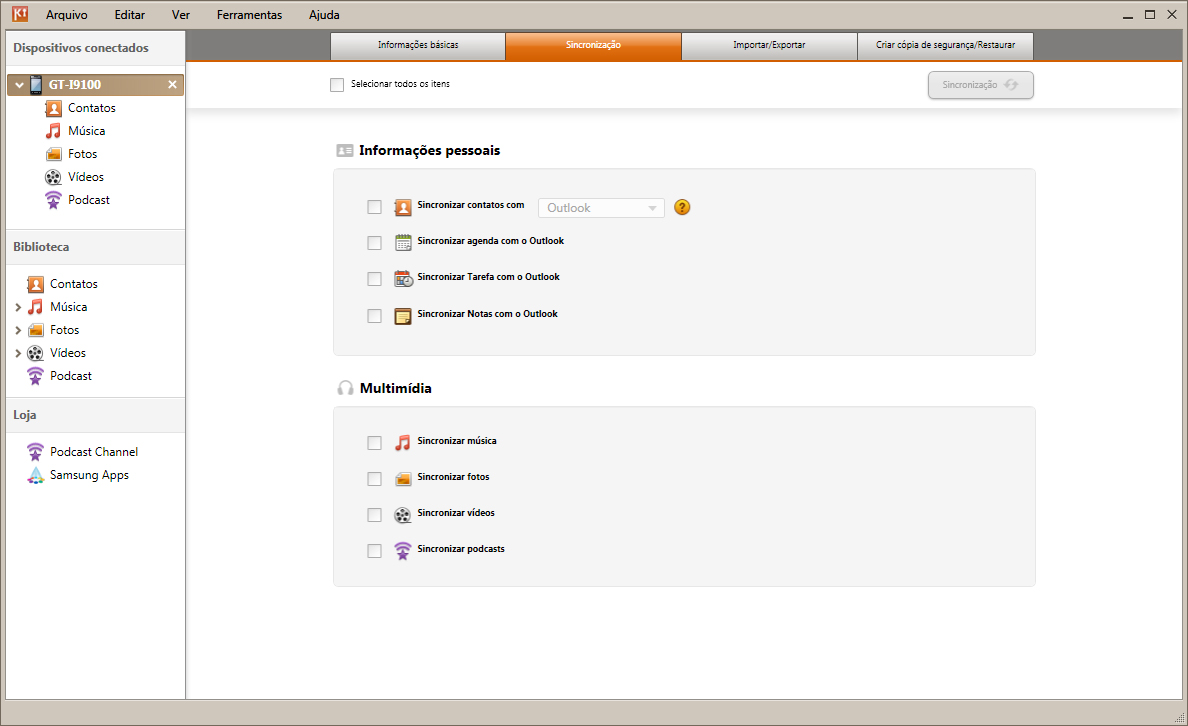 Arquivo Editar Ver Ferramentas Ajuda
Dispositivos conectados
GT-I9100
Contatos
Música
Fotos
Vídeos
Podcast
Biblioteca
Contatos
Música
Fotos
Vídeos
Podcast
Loja
Podcast Channel
Samsung Apps
Informações básicas Sincronização Importar/Exportar Criar cópia de segurança/Restaurar
Selecionar todos os itens Sincronização
Informações pessoais
Sincronizar contatos com Outlook ?
Sincronizar agenda com o Outlook
Sincronizar Tarefa com o Outlook
Sincronizar Notas com o Outlook
Multimídia
Sincronizar música
Sincronizar fotos
Sincronizar vídeos
Sincronizar podcasts